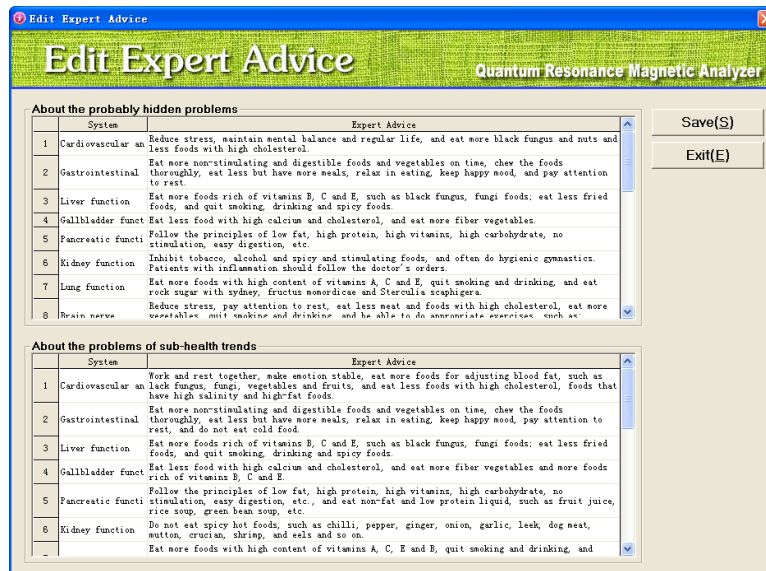 Edit Expert Advice
Edit Expert Advice
Quantum Resonance Magnetic Analyzer
About the probably hidden problems
System Expert Advice
1 Cardiovascular an Reduce stress, maintain mental balance and regular life, and eat more black fungus and nuts and
less foods with high cholesterol.
2 Gastrointestinal Eat more non-stimulating and digestible foods and vegetables on time, chew the foods
thoroughly, eat less but have more meals, relax in eating, keep happy mood, and pay attention
to rest.
3 Liver function Eat more foods rich of vitamins B, C and E, such as black fungus, fungi foods; eat less fried
foods, and quit smoking, drinking and spicy foods.
4 Gallbladder funct Eat less food with high calcium and cholesterol, and eat more fiber vegetables.
5 Pancreatic functi Follow the principles of low fat, high protein, high vitamins, high carbohydrate, no
stimulation, easy digestion, etc.
6 Kidney function Inhibit tobacco, alcohol and spicy and stimulating foods, and often do hygienic gymnastics.
Patients with inflammation should follow the doctor's orders.
7 Lung function Eat more foods with high content of vitamins A, C and E, quit smoking and drinking, and eat
rock sugar with sydney, fructus momordicae and Sterculia scaphigera.
8 Brain nerve Reduce stress, pay attention to rest, eat less meat and foods with high cholesterol, eat more
vegetables, quit smoking and drinking, and be able to do appropriate exercises, such as:
Save(S)
Exit(E)
About the problems of sub-health trends
System Expert Advice
1 Cardiovascular an Work and rest together, make emotion stable, eat more foods for adjusting blood fat, such as
lack fungus, fungi, vegetables and fruits, and eat less foods with high cholesterol, foods that
have high salinity and high-fat foods.
2 Gastrointestinal Eat more non-stimulating and digestible foods and vegetables on time, chew the foods
thoroughly, eat less but have more meals, relax in eating, keep happy mood, pay attention to
rest, and do not eat cold food.
3 Liver function Eat more foods rich of vitamins B, C and E, such as black fungus, fungi foods; eat less fried
foods, and quit smoking, drinking and spicy foods.
4 Gallbladder funct Eat less food with high calcium and cholesterol, and eat more fiber vegetables and more foods
rich of vitamins B, C and E.
5 Pancreatic functi Follow the principles of low fat, high protein, high vitamins, high carbohydrate, no
stimulation, easy digestion, etc., and eat non-fat and low protein liquid, such as fruit juice,
rice soup, green bean soup, etc.
6 Kidney function Do not eat spicy hot foods, such as chilli, pepper, ginger, onion, garlic, leek, dog meat,
mutton, crucian, shrimp, and eels and so on.
Eat more foods with high content of vitamins A, C, E and B, quit smoking and drinking, and